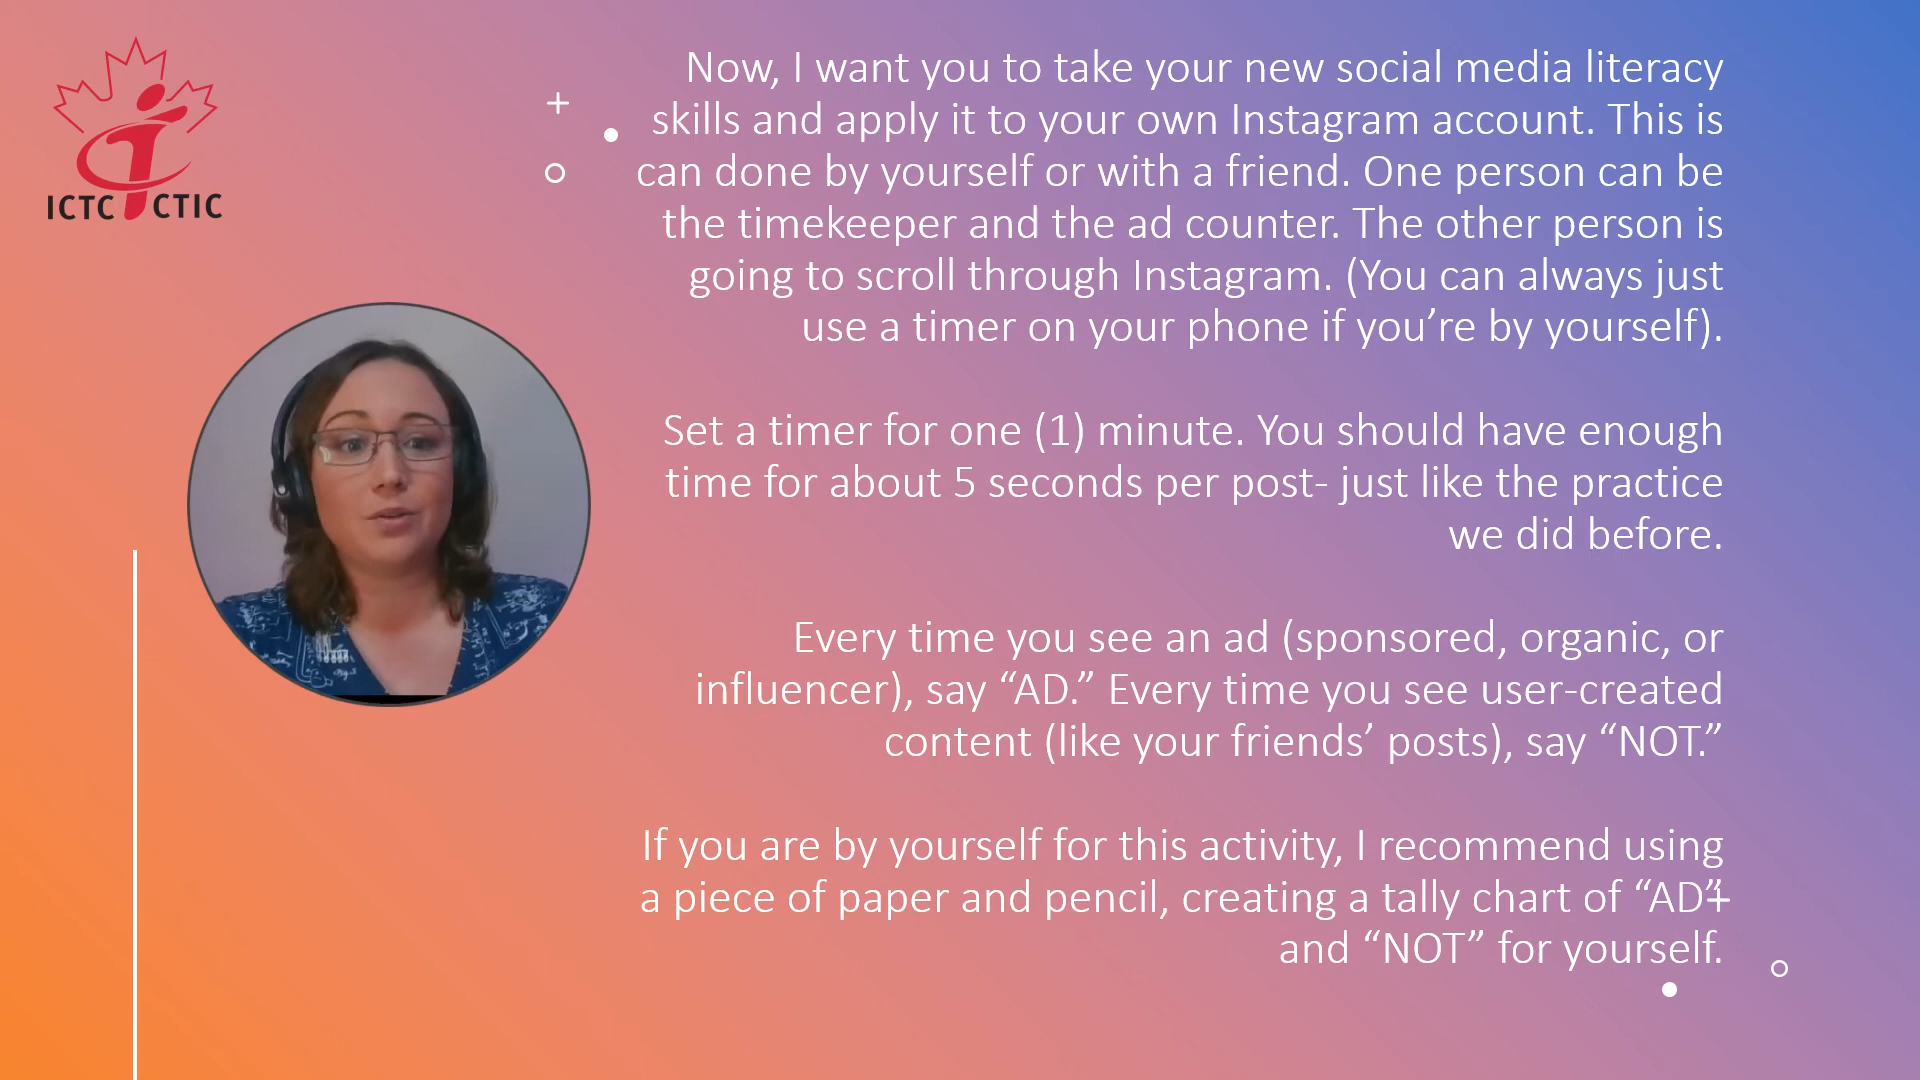 ICTC CTIC
Now, I want you to take your new social media literacy
skills and apply it to your own Instagram account. This is
can done by yourself or with a friend. One person can be
the timekeeper and the ad counter. The other person is
going to scroll through Instagram. (You can always just
use a timer on your phone if you’re by yourself).
Set a timer for one (1) minute. You should have enough
time for about 5 seconds per post- just like the practice
we did before.
Every time you see an ad (sponsored, organic, or
influencer), say “AD.” Every time you see user-created
content (like your friends’ posts), say “NOT.”
If you are by yourself for this activity, I recommend using
a piece of paper and pencil, creating a tally chart of “AD”
and “NOT” for yourself.